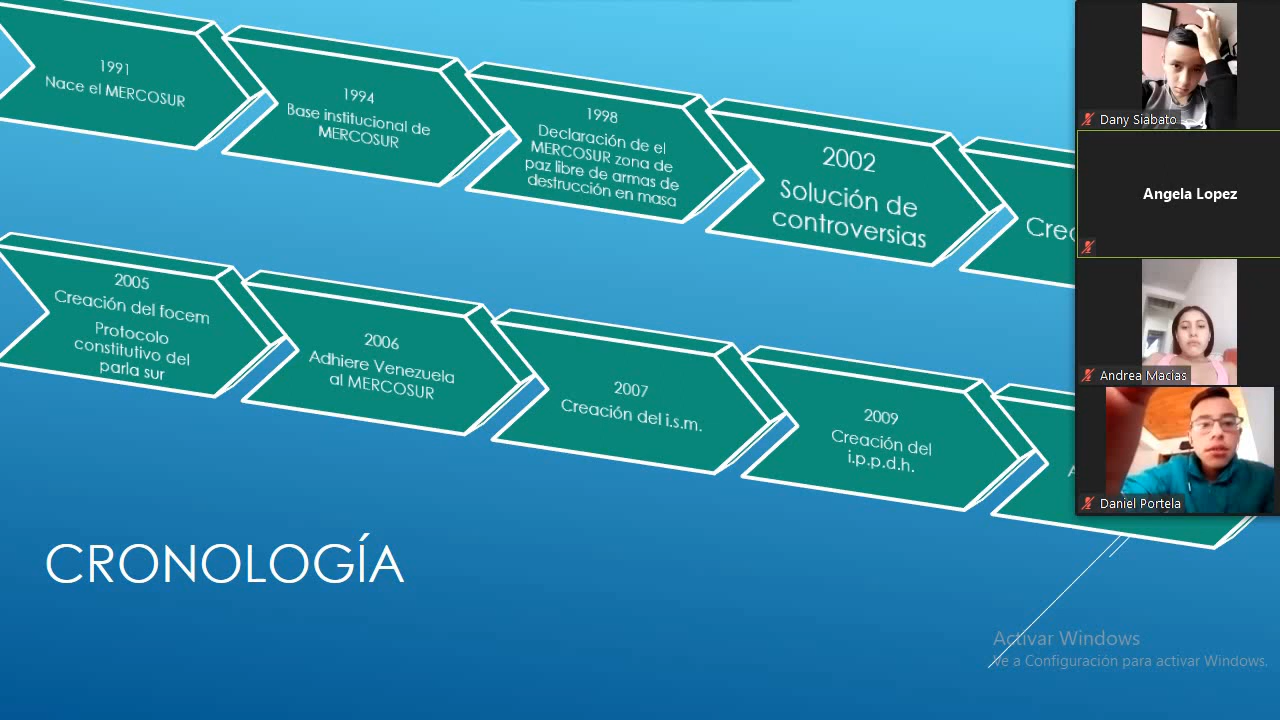 1991
Nace el MERCOSUR
1994
Base institucional de
MERCOSUR
1998
Declaración de el
MERCOSUR zona de
paz libre de armas de
destrucción en masa
2002
Solución de
controversias
2005
Creación del focem
Protocolo
constitutivo del
parla sur
2006
Adhiere Venezuela
al MERCOSUR
2007
Creación del i.s.m.
2009
Creación del
i.p.p.d.h.
CRONOLOGÍA
Dany Siabato
Angela Lopez
Andrea Macias
Daniel Portela
Activar Windows
Ve a Configuración para activar Windows.